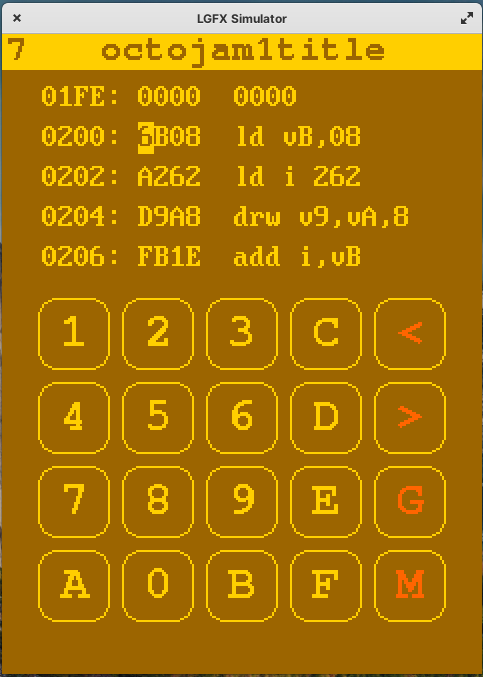 LGFX Simulator
7 octojam1title
01FE: 0000 0000
0200: 6B08 ld vB,08
0202: A262 ld i 262
0204: D9A8 drw v9,vA,8
0206: FB1E add i,vB
1 2 3 C <
4 5 6 D >
7 8 9 E G
A 0 B F M